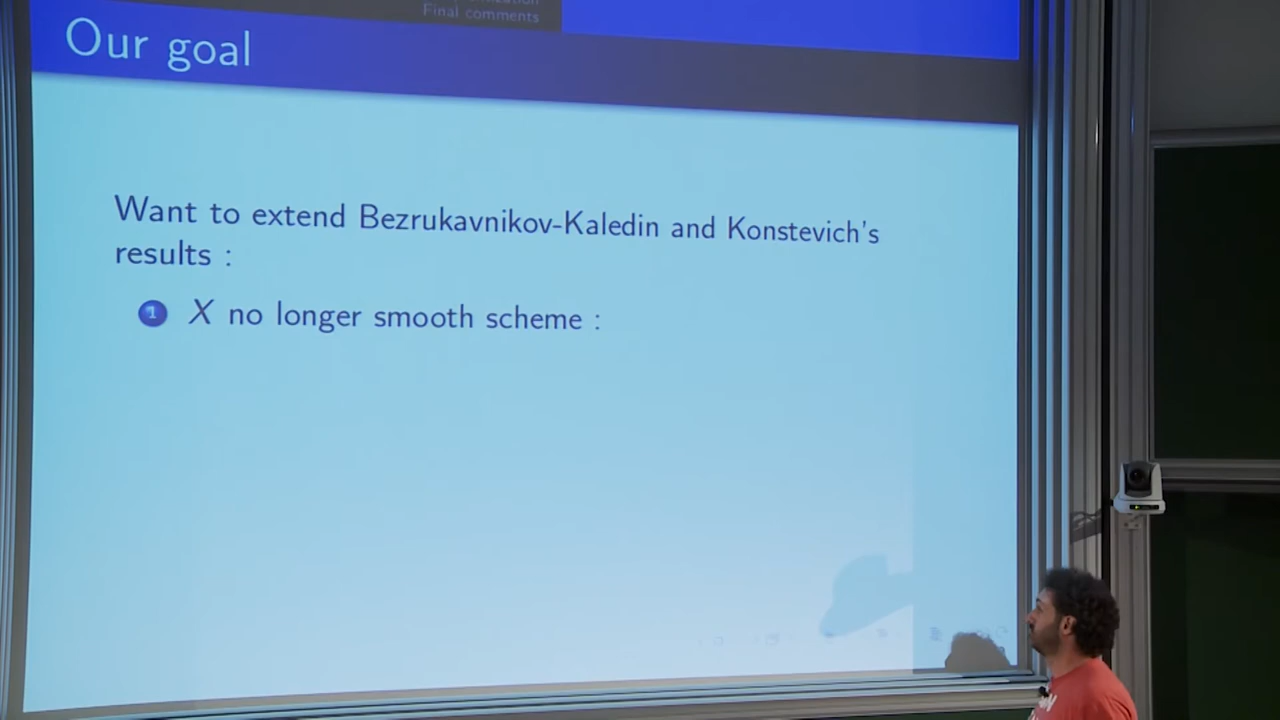 Final comments
Our goal
Want to extend Bezrukavnikov-Kaledin and Konstevich's
results :
1 X no longer smooth scheme :